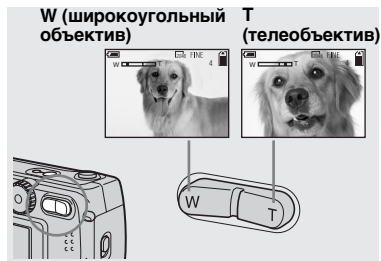 W (широкоугольный объектив)
T (телеобъектив)
FINE
W T 4
FINE
W T 4
W T